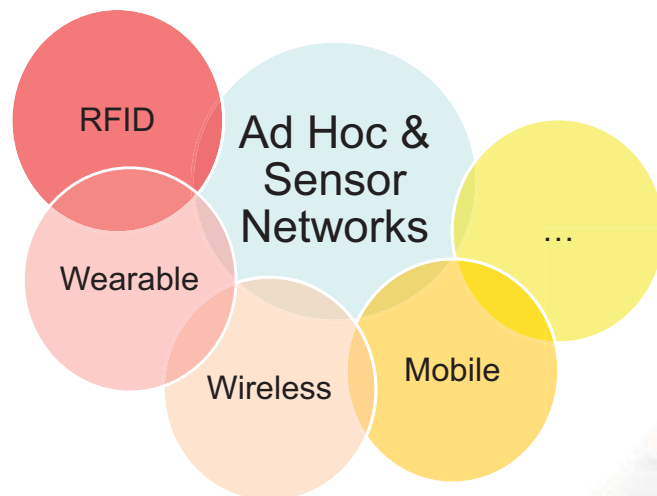 RFID
Ad Hoc &
Sensor
Networks
...
Wearable
Wireless
Mobile